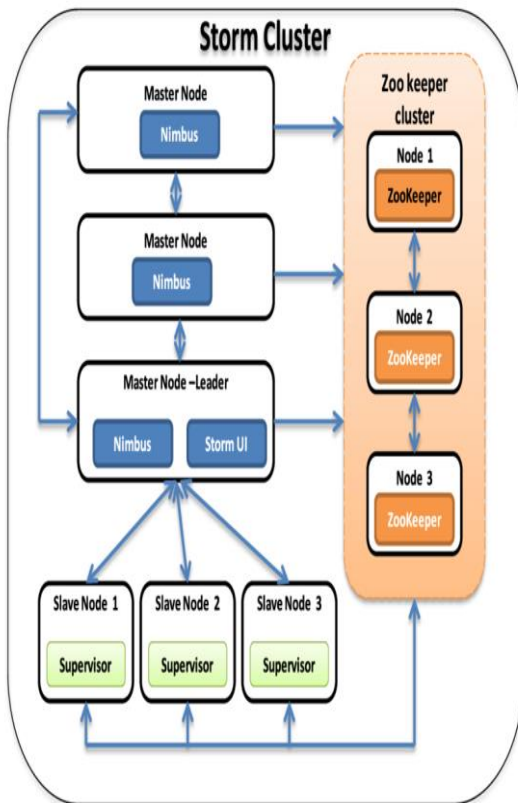 Storm Cluster
Master Node
Nimbus
Master Node
Nimbus
Master Node –Leader
Nimbus
Storm UI
Zoo keeper
cluster
Node 1
ZooKeeper
Node 2
ZooKeeper
Node 3
ZooKeeper
Slave Node 1
Supervisor
Slave Node 2
Supervisor
Slave Node 3
Supervisor